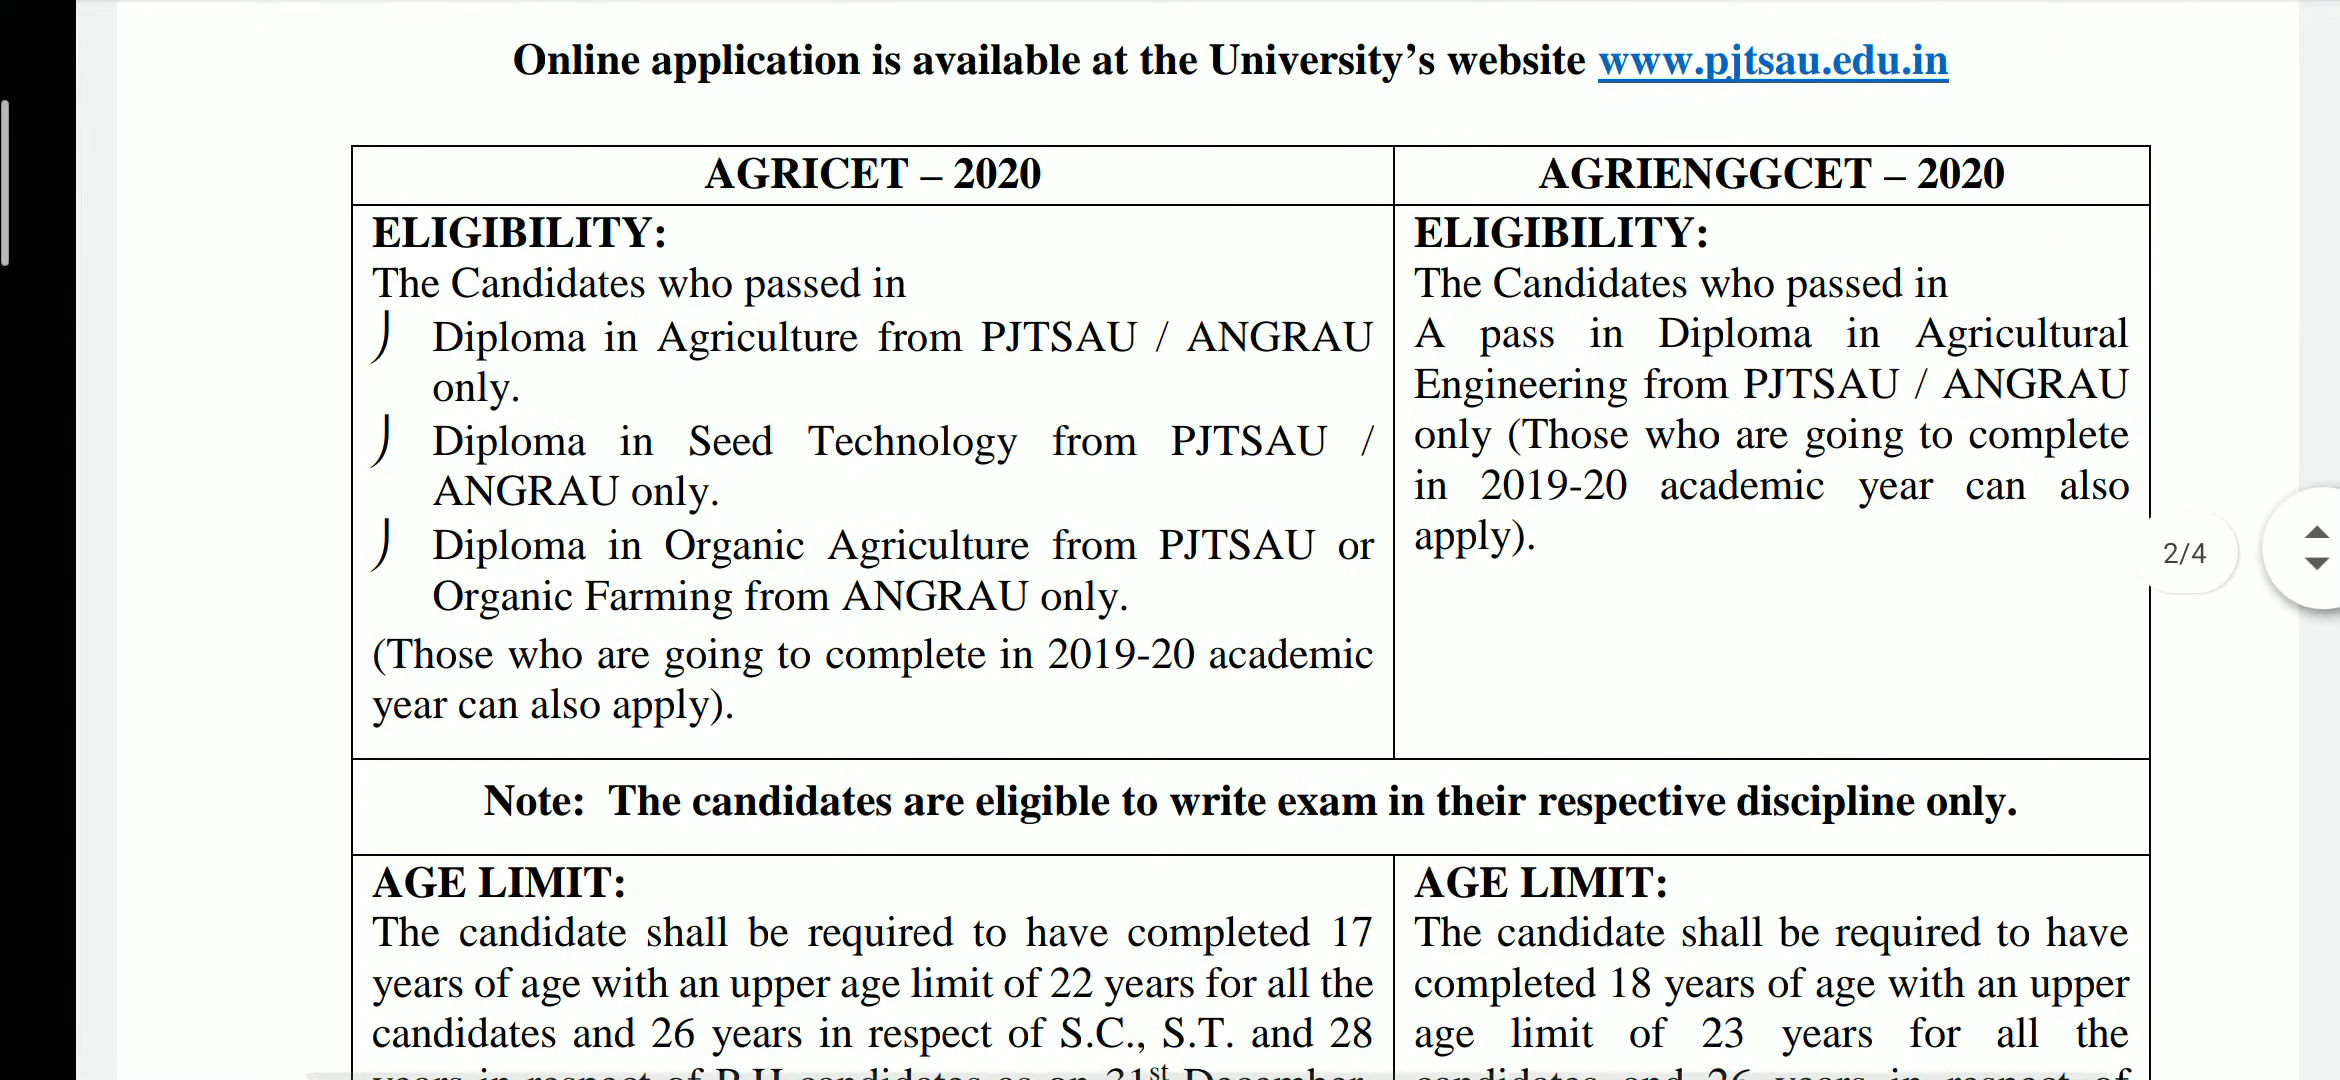 Online application is available at the University’s website www.pjtsau.edu.in
AGRICET – 2020
ELIGIBILITY:
The Candidates who passed in
Diploma in Agriculture from PJTSAU / ANGRAU
only.
Diploma in Seed Technology from PJTSAU /
ANGRAU only.
Diploma in Organic Agriculture from PJTSAU or
Organic Farming from ANGRAU only.
(Those who are going to complete in 2019-20 academic
year can also apply).
AGRIENGGCET – 2020
ELIGIBILITY:
The Candidates who passed in
A pass in Diploma in Agricultural
Engineering from PJTSAU / ANGRAU
only (Those who are going to complete
in 2019-20 academic year can also
apply).
2/4
Note: The candidates are eligible to write exam in their respective discipline only.
AGE LIMIT:
The candidate shall be required to have completed 17
years of age with an upper age limit of 22 years for all the
candidates and 26 years in respect of S.C., S.T. and 28
AGE LIMIT:
The candidate shall be required to have
completed 18 years of age with an upper
age limit of 23 years for all the